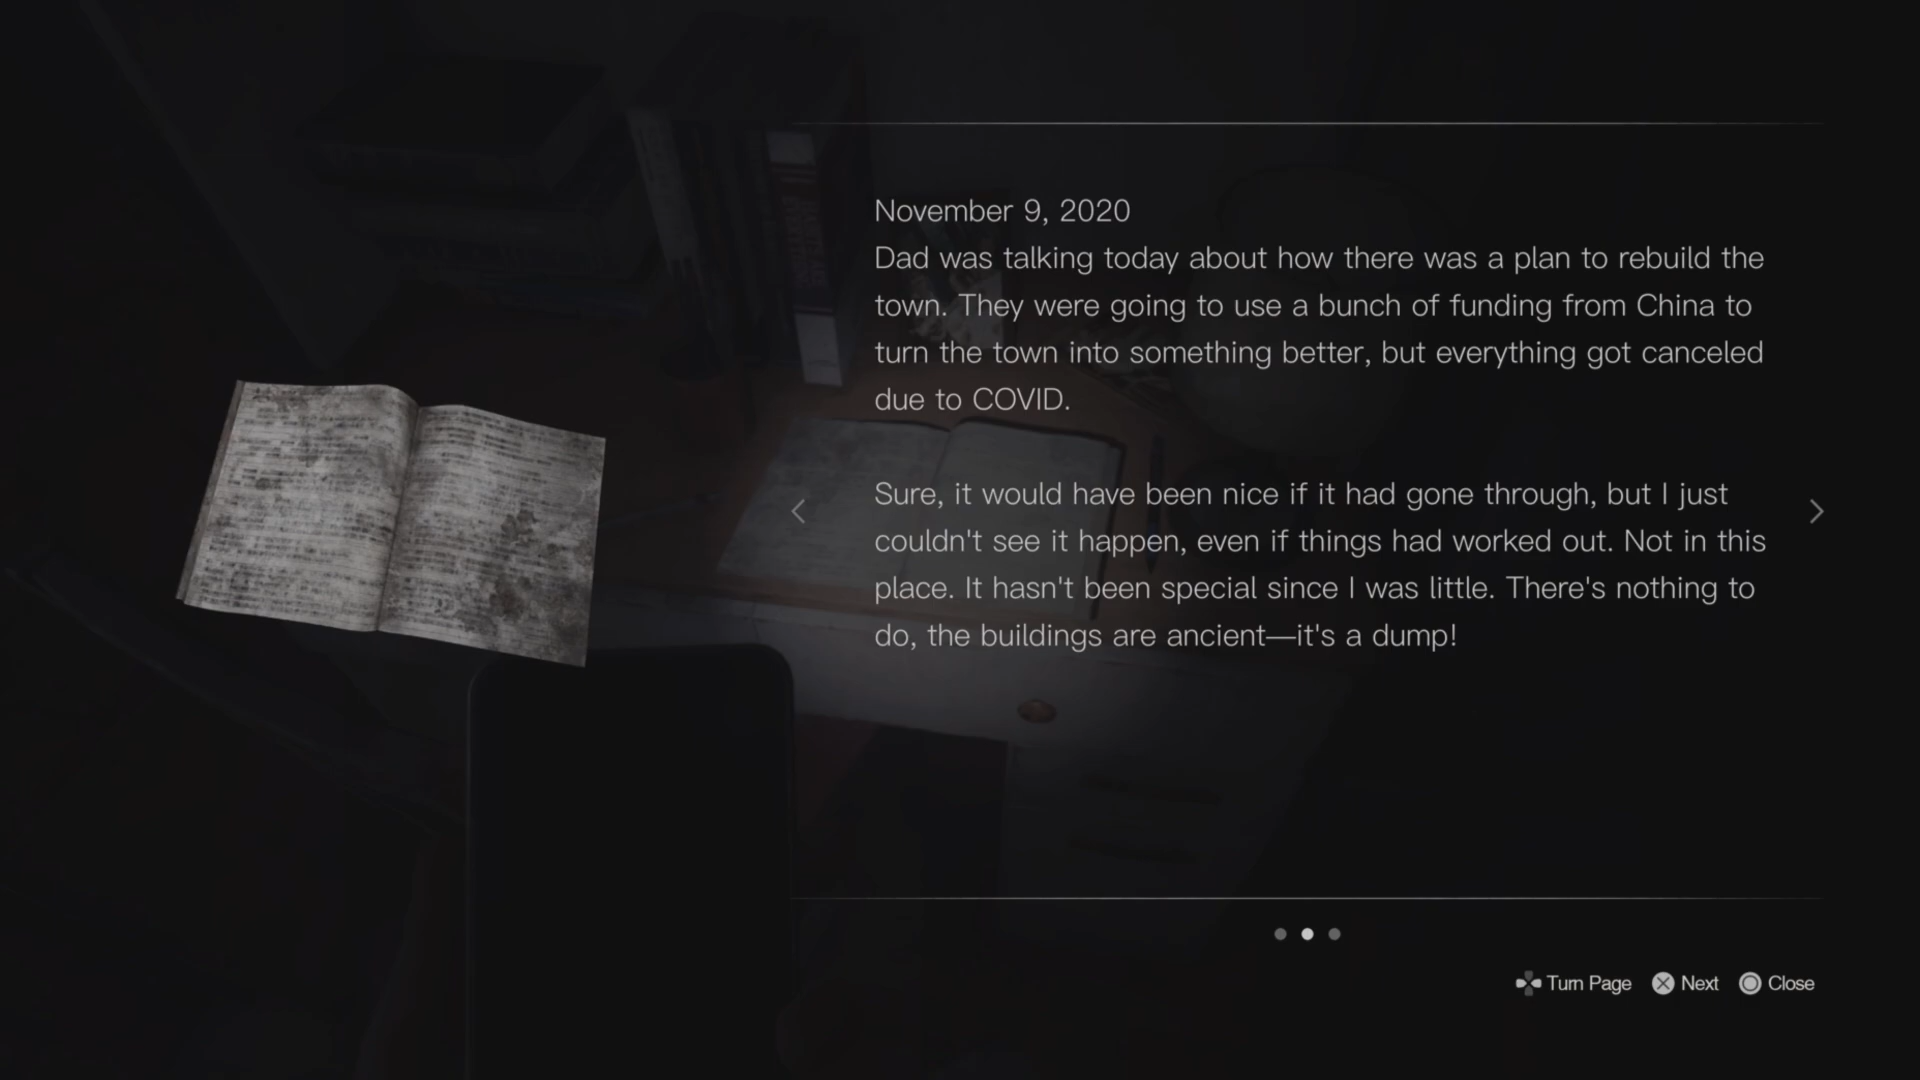 November 9, 2020
Dad was talking today about how there was a plan to rebuild the
town. They were going to use a bunch of funding from China to
turn the town into something better, but everything got canceled
due to COVID.
Sure, it would have been nice if it had gone through, but I just
couldn't see it happen, even if things had worked out. Not in this
place. It hasn't been special since I was little. There's nothing to
do, the buildings are ancient—it's a dump!
Turn Page Next Close